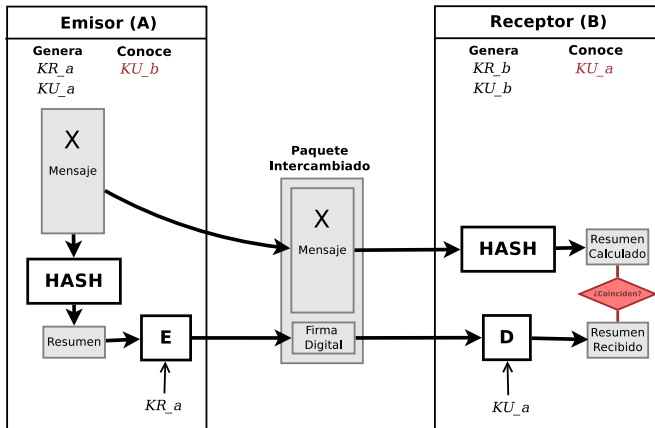 Emisor (A)
Genera
Conoce
KR_a
KU_b
KU_a
X
Mensaje
HASH
Resumen
E
KR_a
Paquete
Intercambiado
X
Mensaje
Firma
Digital
Receptor (B)
Genera
Conoce
KR_b
KU_a
KU_b
HASH
Resumen
Calculado
¿Coinciden?
D
Resumen
Recibido
KU_a